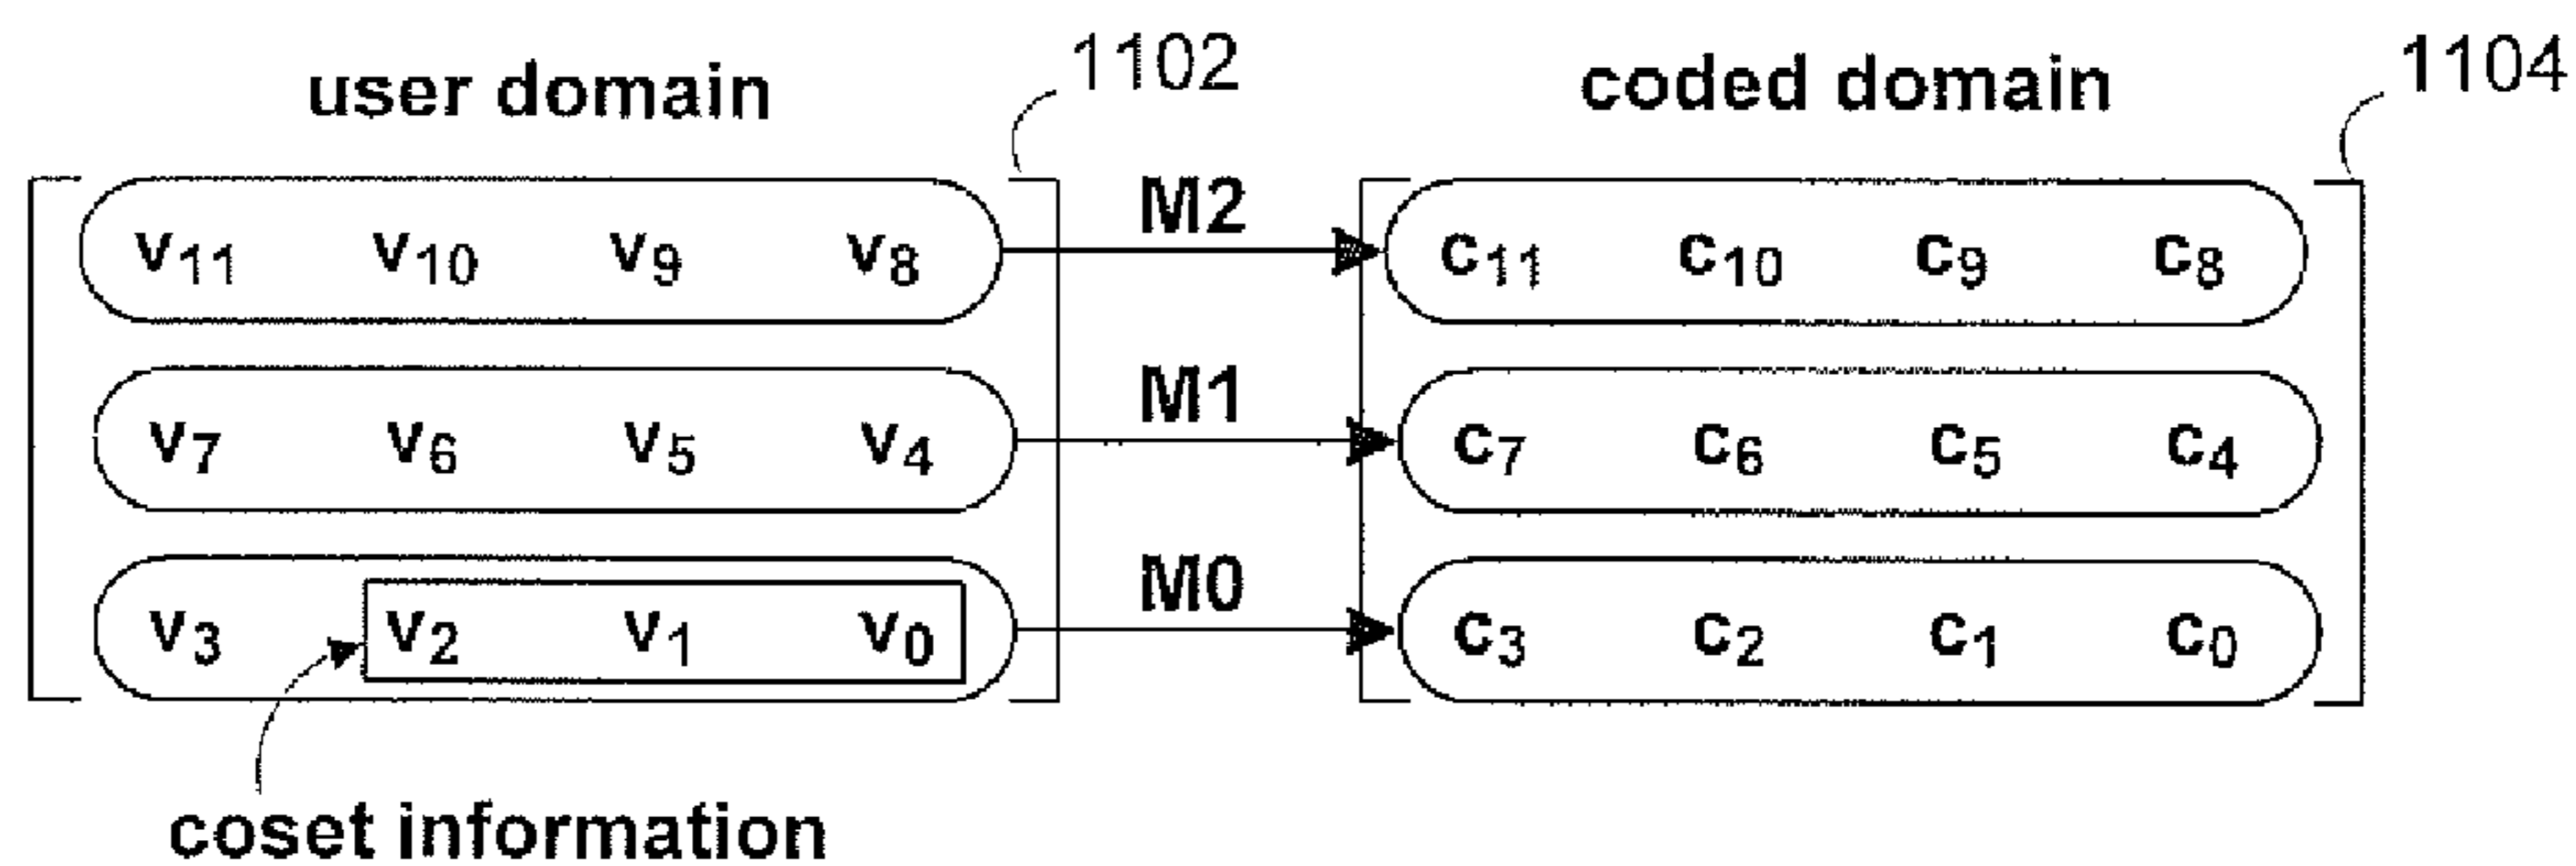 user domain 1102 coded domain 1104
v₁₁ v₁₀ v₉ v₈ M2 c₁₁ c₁₀ c₉ c₈
v₇ v₆ v₅ v₄ M1 c₇ c₆ c₅ c₄
v₃ v₂ v₁ v₀ M0 c₃ c₂ c₁ c₀
coset information